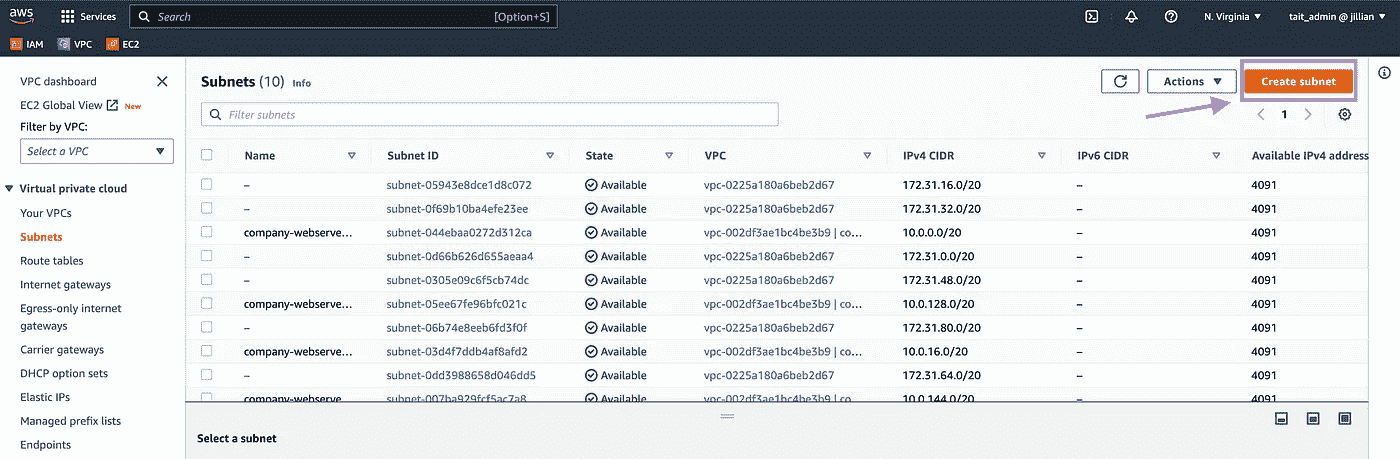 aws Services Search [Option+S] N. Virginia tait_admin @ jillian
IAM VPC EC2
VPC dashboard
EC2 Global View New
Filter by VPC:
Select a VPC
Virtual private cloud
Your VPCs
Subnets
Route tables
Internet gateways
Egress-only internet
gateways
Carrier gateways
DHCP option sets
Elastic IPs
Managed prefix lists
Endpoints
Subnets (10) Info
Actions Create subnet
Filter subnets
1
Name Subnet ID State VPC IPv4 CIDR IPv6 CIDR Available IPv4 address
– subnet-05943e8dce1d8c072 Available vpc-0225a180a6beb2d67 172.31.16.0/20 – 4091
– subnet-0f69b10ba4efe23ee Available vpc-0225a180a6beb2d67 172.31.32.0/20 – 4091
company-webserve... subnet-044ebaa0272d312ca Available vpc-002df3ae1bc4be3b9 | co... 10.0.0.0/20 – 4091
– subnet-0d66b626d655aeaa4 Available vpc-0225a180a6beb2d67 172.31.0.0/20 – 4091
– subnet-0305e09c6f5cb74dc Available vpc-0225a180a6beb2d67 172.31.48.0/20 – 4091
company-webserve... subnet-05ee67fe96bfc021c Available vpc-002df3ae1bc4be3b9 | co... 10.0.128.0/20 – 4091
– subnet-06b74e8eeb6fd3f0f Available vpc-0225a180a6beb2d67 172.31.80.0/20 – 4091
company-webserve... subnet-03d4f7ddb4af8afd2 Available vpc-002df3ae1bc4be3b9 | co... 10.0.16.0/20 – 4091
– subnet-0dd3988658d046dd5 Available vpc-0225a180a6beb2d67 172.31.64.0/20 – 4091
company-webserve subnet-007ba929fcf5ac7a8 Available vpc-002df3ae1bc4be3b9 | co 10.0.144.0/20 – 4091
Select a subnet